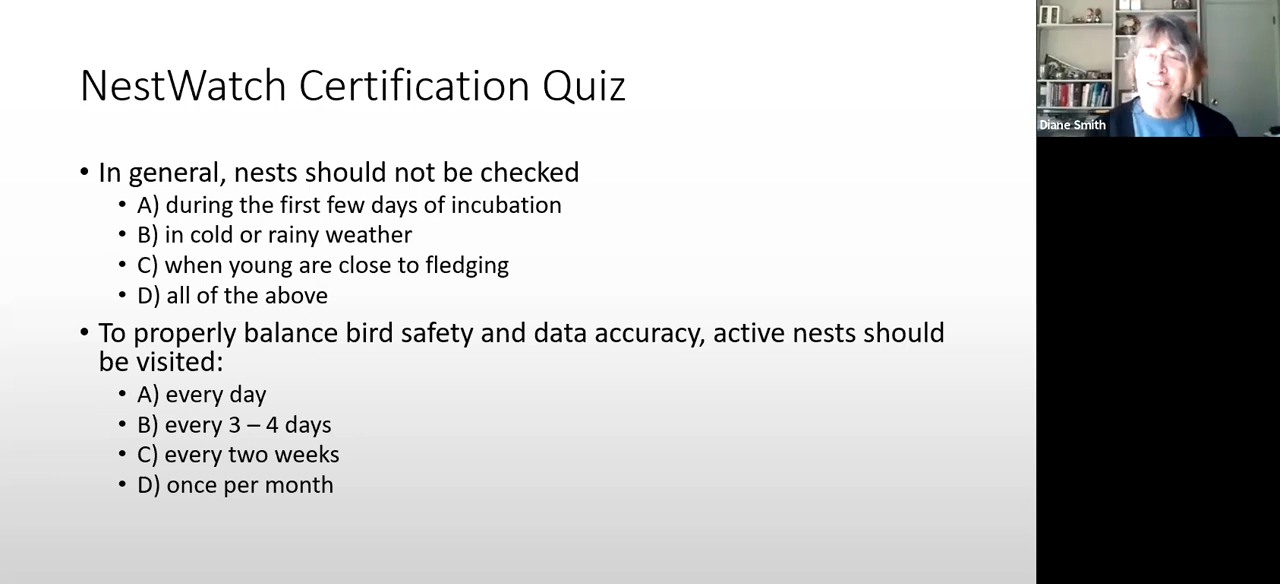 NestWatch Certification Quiz
• In general, nests should not be checked
• A) during the first few days of incubation
• B) in cold or rainy weather
• C) when young are close to fledging
• D) all of the above
• To properly balance bird safety and data accuracy, active nests should
be visited:
• A) every day
• B) every 3 – 4 days
• C) every two weeks
• D) once per month
Diane Smith